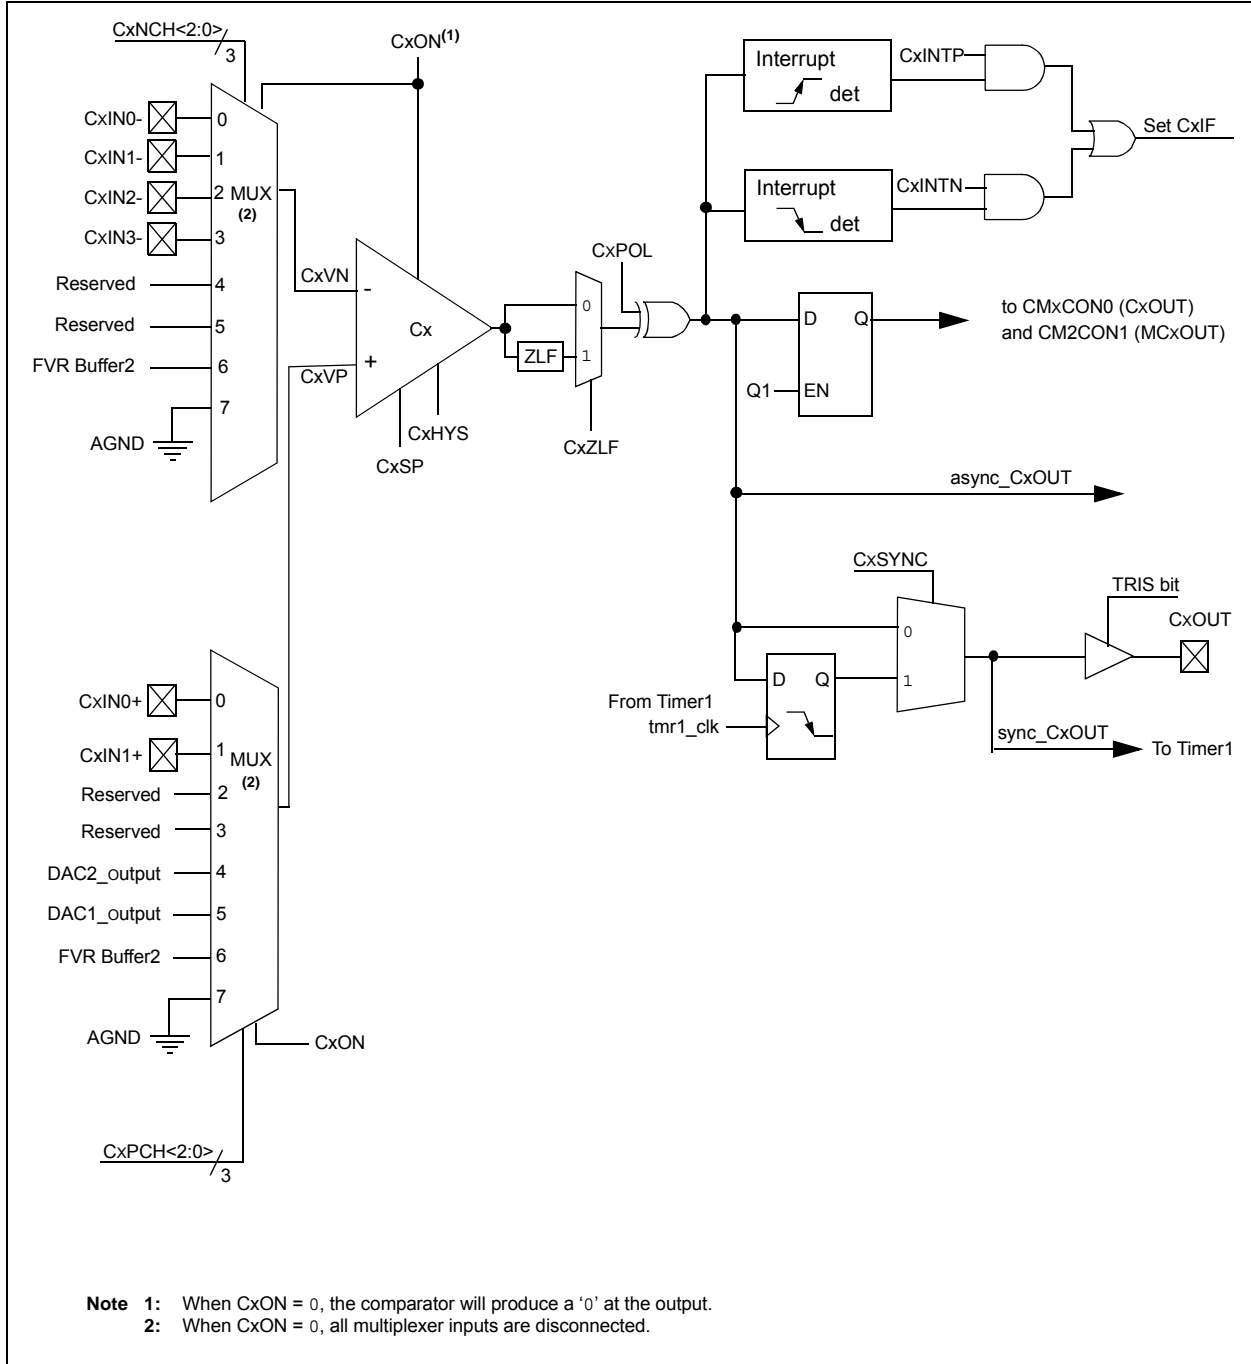 CxNCH<2:0>
3
CxON(1)
CxIN0-
0
CxIN1-
1
CxIN2-
2
MUX
(2)
CxIN3-
3
Reserved
4
Reserved
5
FVR Buffer2
6
7
AGND
CxVN
-
Cx
+
CxVP
CxHYS
CxSP
ZLF
0
1
CxZLF
CxPOL
Interrupt
det
CxINTP
Interrupt
det
CxINTN
Set CxIF
D
Q
Q1
EN
to CMxCON0 (CxOUT)
and CM2CON1 (MCxOUT)
async_CxOUT
CxSYNC
0
1
D
Q
From Timer1
tmr1_clk
TRIS bit
CxOUT
sync_CxOUT
To Timer1
CxIN0+
0
CxIN1+
1
MUX
(2)
Reserved
2
Reserved
3
DAC2_output
4
DAC1_output
5
FVR Buffer2
6
7
AGND
CxON
CxPCH<2:0>
3
Note 1: When CxON = 0, the comparator will produce a ‘0’ at the output.
2: When CxON = 0, all multiplexer inputs are disconnected.